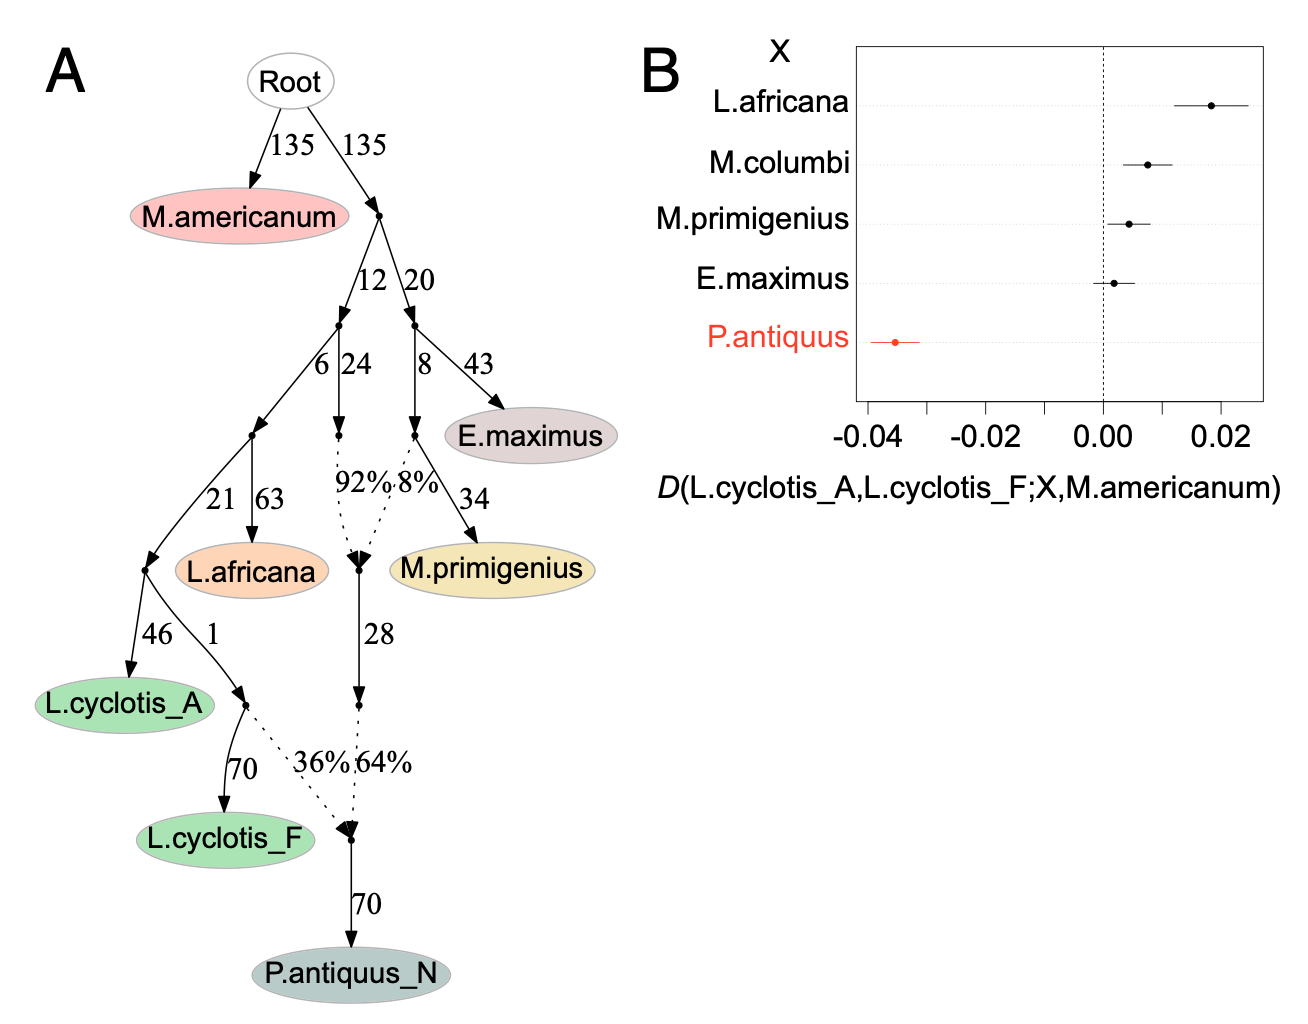 A
Root
135 135
M.americanum
12 20
6 24 8 43
E.maximus
92% 8%
21 63 34
L.africana M.primigenius
46 1 28
L.cyclotis_A
36% 64%
70
L.cyclotis_F
70
P.antiquus_N
B
X
L.africana
M.columbi
M.primigenius
E.maximus
P.antiquus
-0.04 -0.02 0.00 0.02
D(L.cyclotis_A,L.cyclotis_F;X,M.americanum)